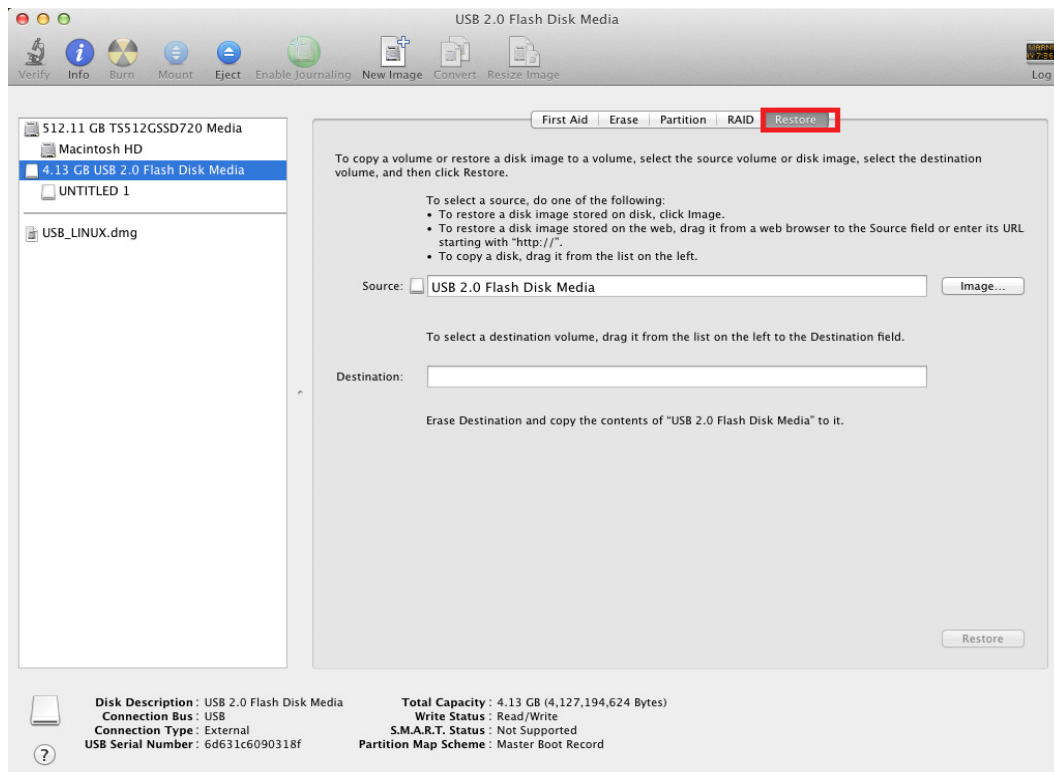 USB 2.0 Flash Disk Media
Verify Info Burn Mount Eject Enable Journaling New Image Convert Resize Image Log
First Aid Erase Partition RAID Restore
512.11 GB TS512GSSD720 Media
Macintosh HD
4.13 GB USB 2.0 Flash Disk Media
UNTITLED 1
USB_LINUX.dmg
To copy a volume or restore a disk image to a volume, select the source volume or disk image, select the destination
volume, and then click Restore.
To select a source, do one of the following:
• To restore a disk image stored on disk, click Image.
• To restore a disk image stored on the web, drag it from a web browser to the Source field or enter its URL
starting with “http://”.
• To copy a disk, drag it from the list on the left.
Source: USB 2.0 Flash Disk Media Image...
To select a destination volume, drag it from the list on the left to the Destination field.
Destination:
Erase Destination and copy the contents of “USB 2.0 Flash Disk Media” to it.
Restore
Disk Description : USB 2.0 Flash Disk Media
Connection Bus : USB
Connection Type : External
USB Serial Number : 6d631c6090318f
Total Capacity : 4.13 GB (4,127,194,624 Bytes)
Write Status : Read/Write
S.M.A.R.T. Status : Not Supported
Partition Map Scheme : Master Boot Record
?